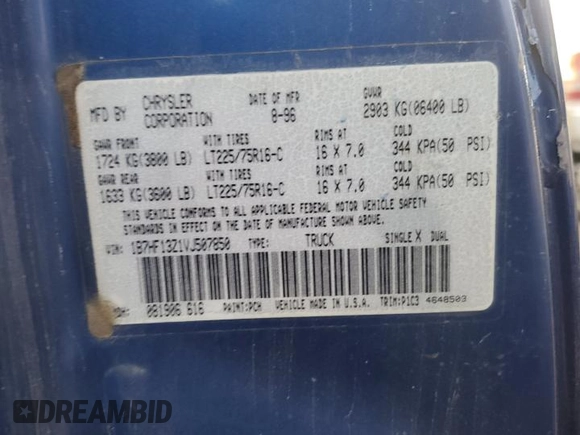 MFD BY CHRYSLER CORPORATION DATE OF MFR 8-96 GVWR 2903 KG(06400 LB)
GAWR FRONT WITH TIRES RIMS AT COLD
1724 KG(3800 LB) LT225/75R16-C 16 X 7.0 344 KPA(50 PSI)
GAWR REAR WITH TIRES RIMS AT COLD
1633 KG(3600 LB) LT225/75R16-C 16 X 7.0 344 KPA(50 PSI)
THIS VEHICLE CONFORMS TO ALL APPLICABLE FEDERAL MOTOR VEHICLE SAFETY
STANDARDS IN EFFECT ON THE DATE OF MANUFACTURE SHOWN ABOVE.
VIN: 1B7HF13Z1VJ507850 TYPE: TRUCK SINGLE X DUAL
MDH: 081906 616 PAINT:PCH VEHICLE MADE IN U.S.A. TRIM:P1C3 4648503
DREAMBID